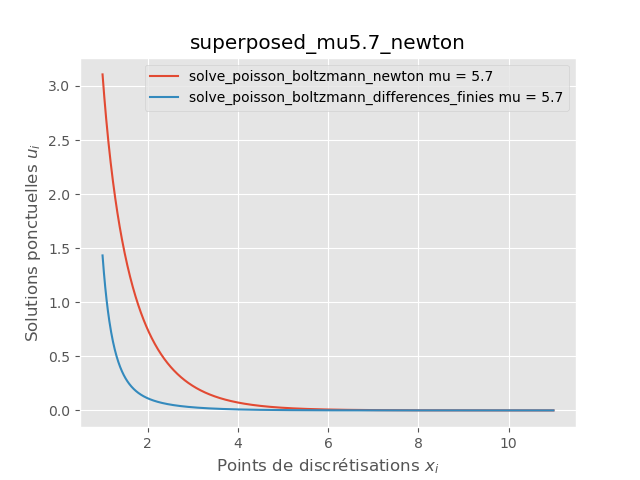 superposed_mu5.7_newton
solve_poisson_boltzmann_newton mu = 5.7
solve_poisson_boltzmann_differences_finies mu = 5.7
Solutions ponctuelles u_i
3.0
2.5
2.0
1.5
1.0
0.5
0.0
2 4 6 8 10
Points de discrétisations x_i